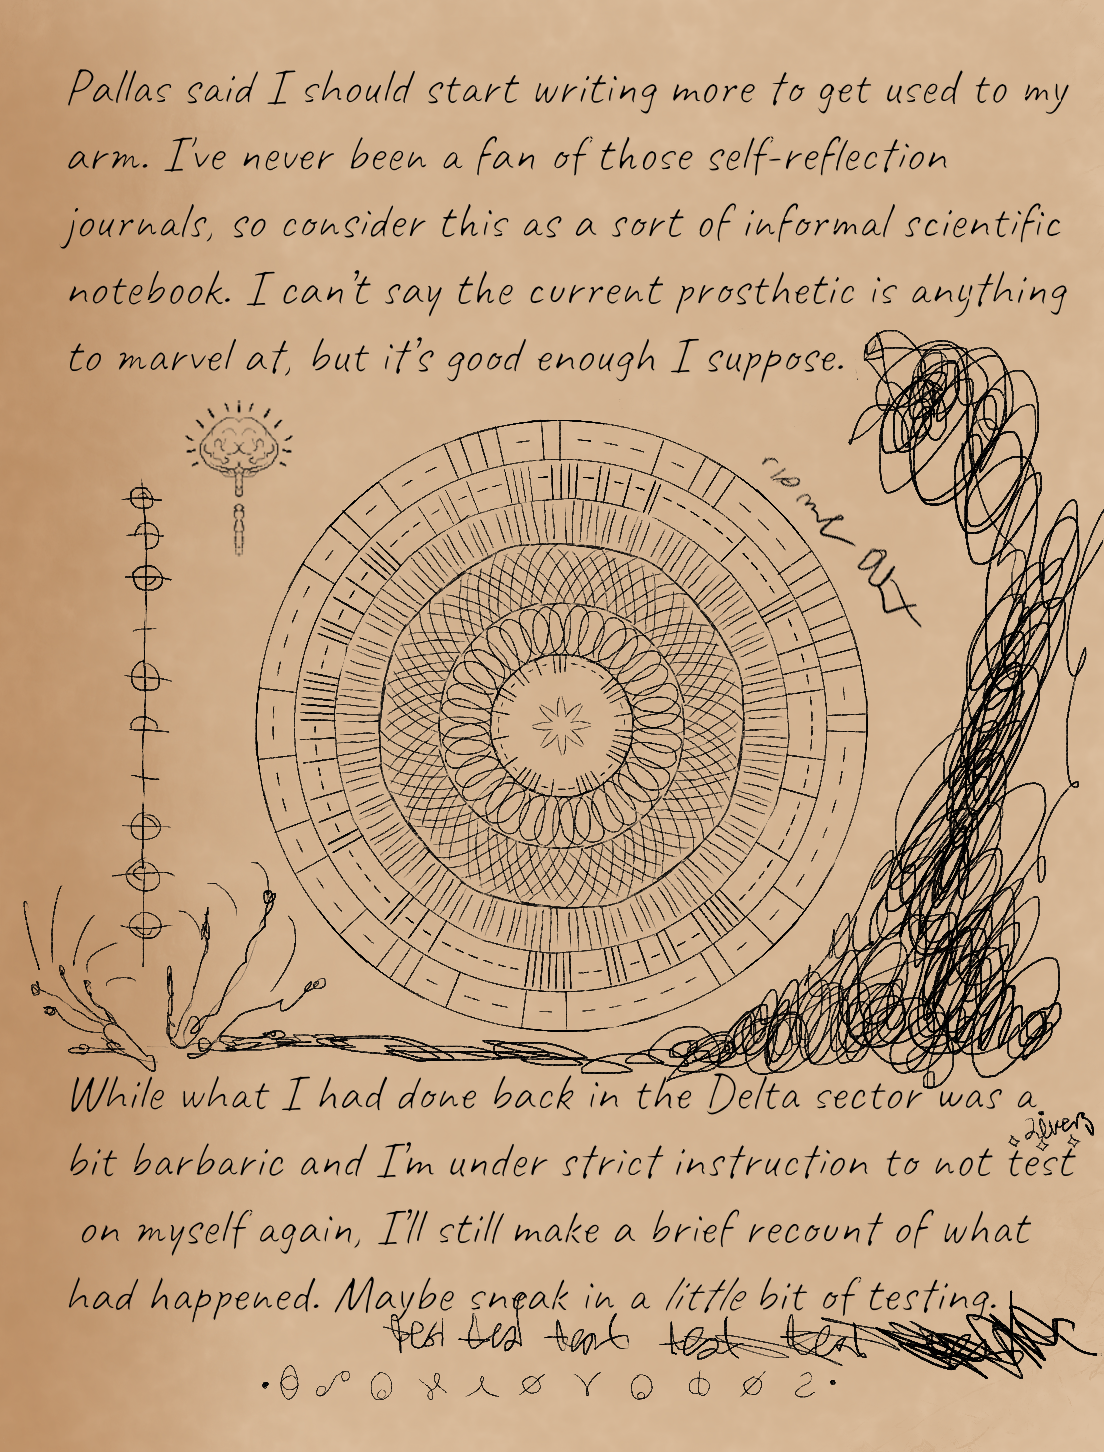 Pallas said I should start writing more to get used to my
arm. I've never been a fan of those self-reflection
journals, so consider this as a sort of informal scientific
notebook. I can't say the current prosthetic is anything
to marvel at, but it's good enough I suppose.
rip me art
While what I had done back in the Delta sector was a
bit barbaric and I'm under strict instruction to not test
on myself again, I'll still make a brief recount of what
had happened. Maybe sneak in a little bit of testing.
test test test test test